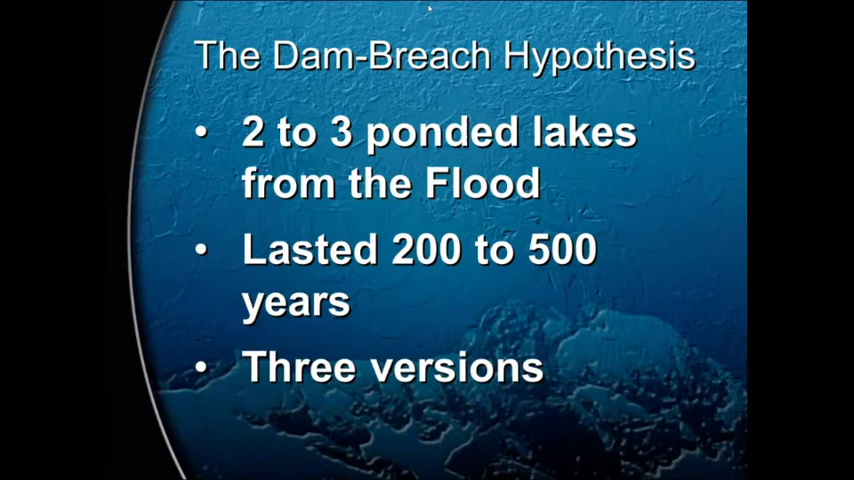 The Dam-Breach Hypothesis
• 2 to 3 ponded lakes
from the Flood
• Lasted 200 to 500
years
• Three versions